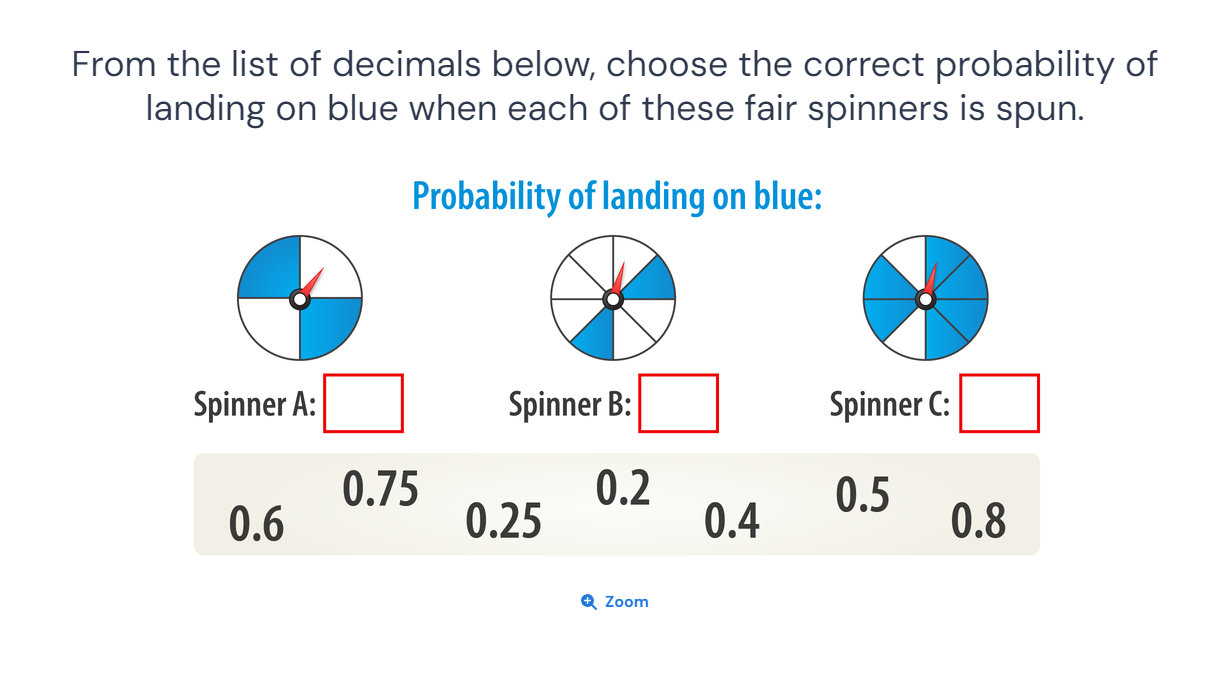 From the list of decimals below, choose the correct probability of
landing on blue when each of these fair spinners is spun.
Probability of landing on blue:
Spinner A:
Spinner B:
Spinner C:
0.6
0.75
0.25
0.2
0.4
0.5
0.8
Zoom